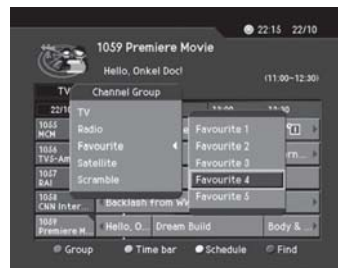 22:15 22/10
1059 Premiere Movie
Hello, Onkel Doc!
(11:00~12:30)
TV
Channel Group
22/10
TV
Radio
Favourite
Satellite
Scramble
Favourite 1
Favourite 2
Favourite 3
Favourite 4
Favourite 5
1055
MCM
1056
TV5-Am
1057
RAI
1058
CNN Inter...
Backlash from
1059
Premiere M...
Hello, O...
Dream Build
Body & ...
Group
Time bar
Schedule
Find